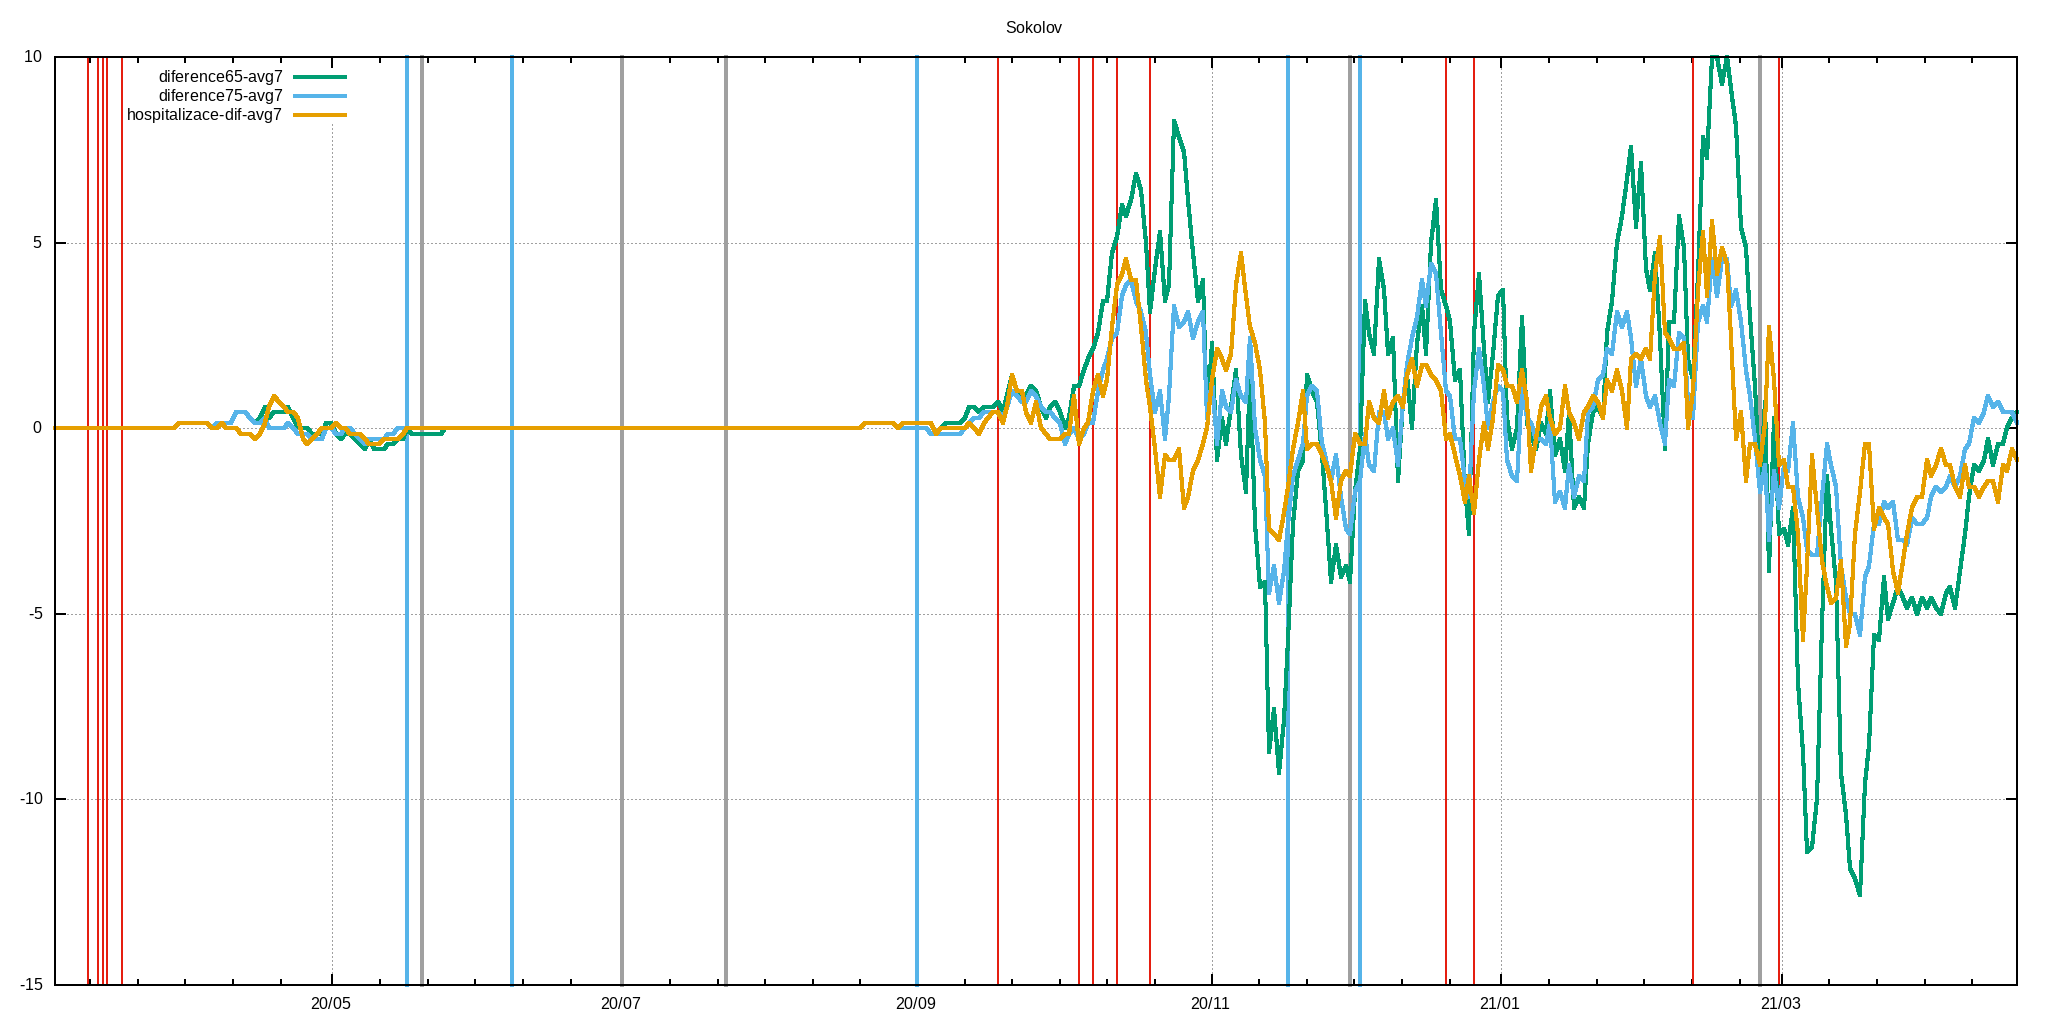 Sokolov
10
diference65-avg7
diference75-avg7
hospitalizace-dif-avg7
5
0
-5
-10
-15
20/05 20/07 20/09 20/11 21/01 21/03